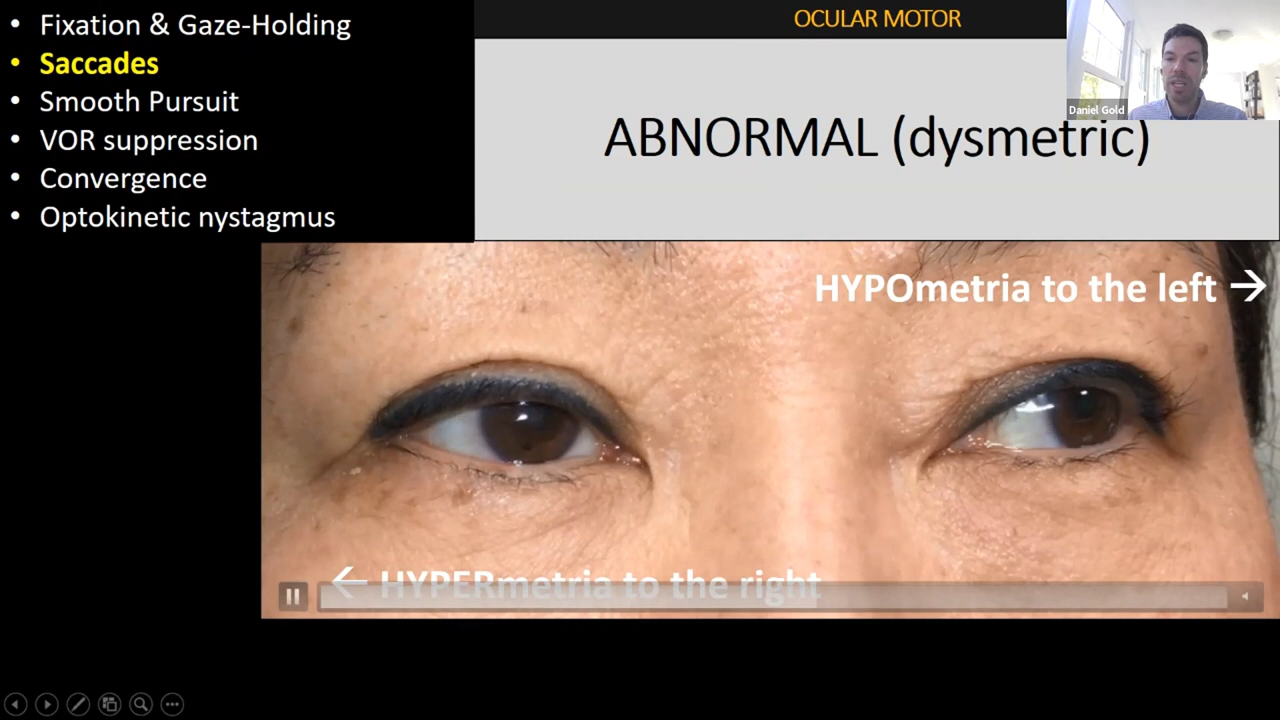 • Fixation & Gaze-Holding
• Saccades
• Smooth Pursuit
• VOR suppression
• Convergence
• Optokinetic nystagmus
OCULAR MOTOR
Daniel Gold
ABNORMAL (dysmetric)
HYPOmetria to the left →
← HYPERmetria to the right